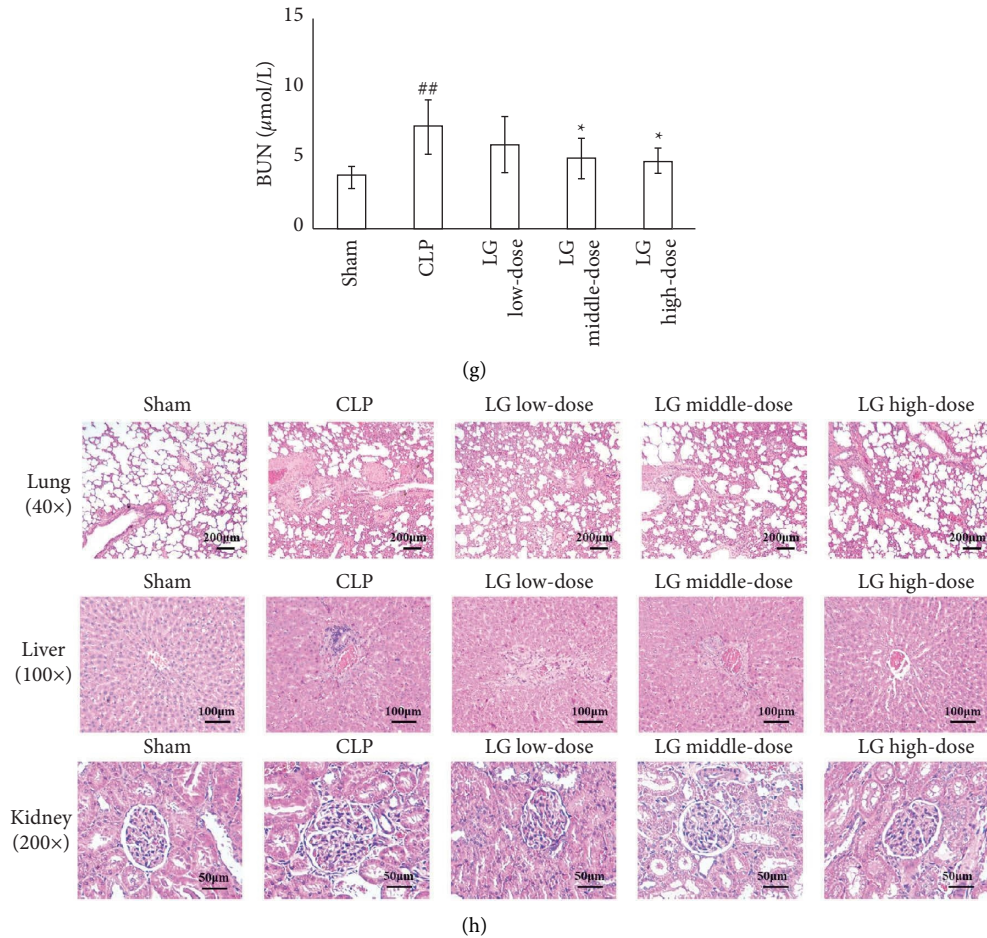 15
10
5
0
BUN (μmol/L)
##
*
*
Sham
CLP
LG
low-dose
LG
middle-dose
LG
high-dose
(g)
Sham CLP LG low-dose LG middle-dose LG high-dose
Lung
(40×)
200μm 200μm 200μm 200μm 200μm
Sham CLP LG low-dose LG middle-dose LG high-dose
Liver
(100×)
100μm 100μm 100μm 100μm 100μm
Sham CLP LG low-dose LG middle-dose LG high-dose
Kidney
(200×)
50μm 50μm 50μm 50μm 50μm
(h)